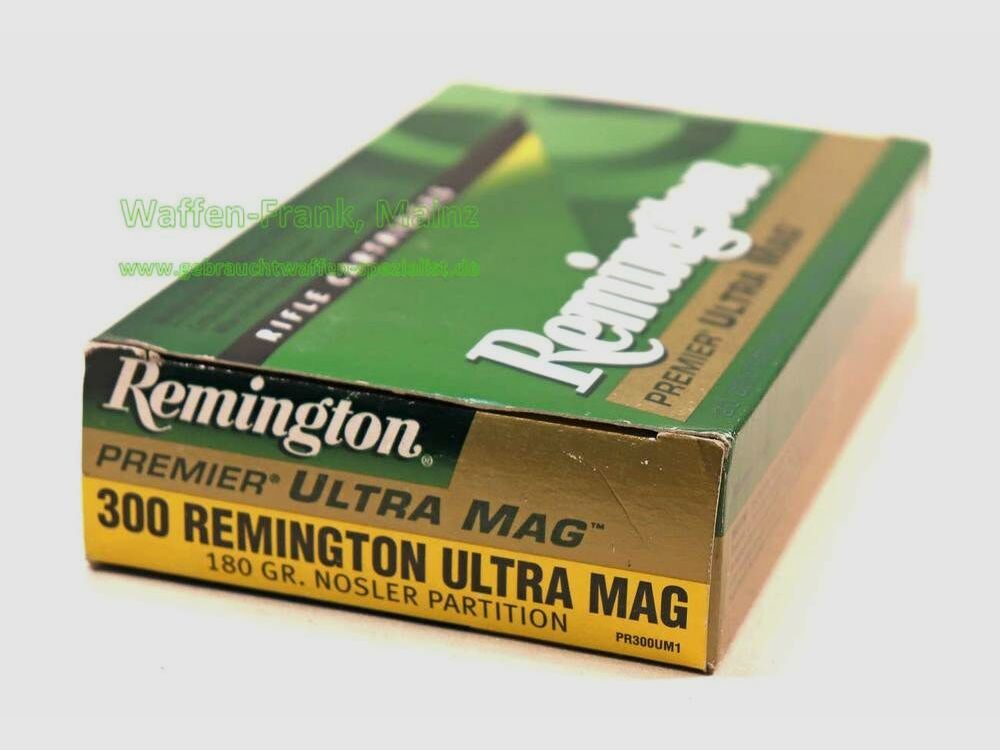 Waffen-Frank, Mainz
www.gebrauchtwaffen-spezialist.de
RIFLE CARTRIDGES
Remington
PREMIER® ULTRA MAG
Remington®
PREMIER® ULTRA MAG™
300 REMINGTON ULTRA MAG
180 GR. NOSLER PARTITION
PR300UM1